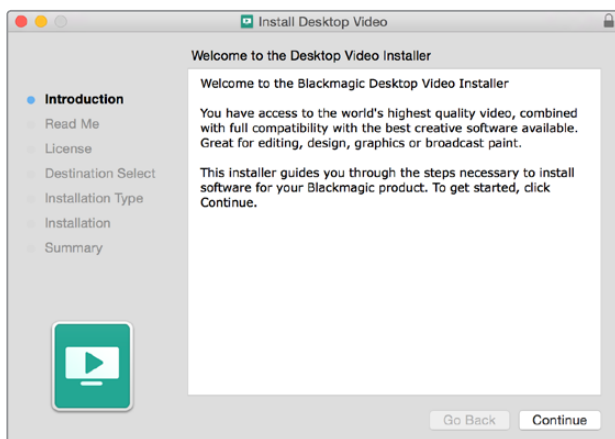 Install Desktop Video
Welcome to the Desktop Video Installer
Introduction
Read Me
License
Destination Select
Installation Type
Installation
Summary
Welcome to the Blackmagic Desktop Video Installer
You have access to the world's highest quality video, combined
with full compatibility with the best creative software available.
Great for editing, design, graphics or broadcast paint.
This installer guides you through the steps necessary to install
software for your Blackmagic product. To get started, click
Continue.
Go Back
Continue